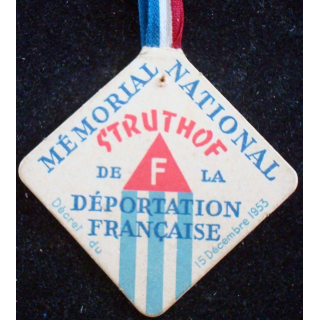 MÉMORIAL NATIONAL
STRUTHOF
DE F LA
DÉPORTATION
FRANÇAISE
Décret du 15 Décembre 1953